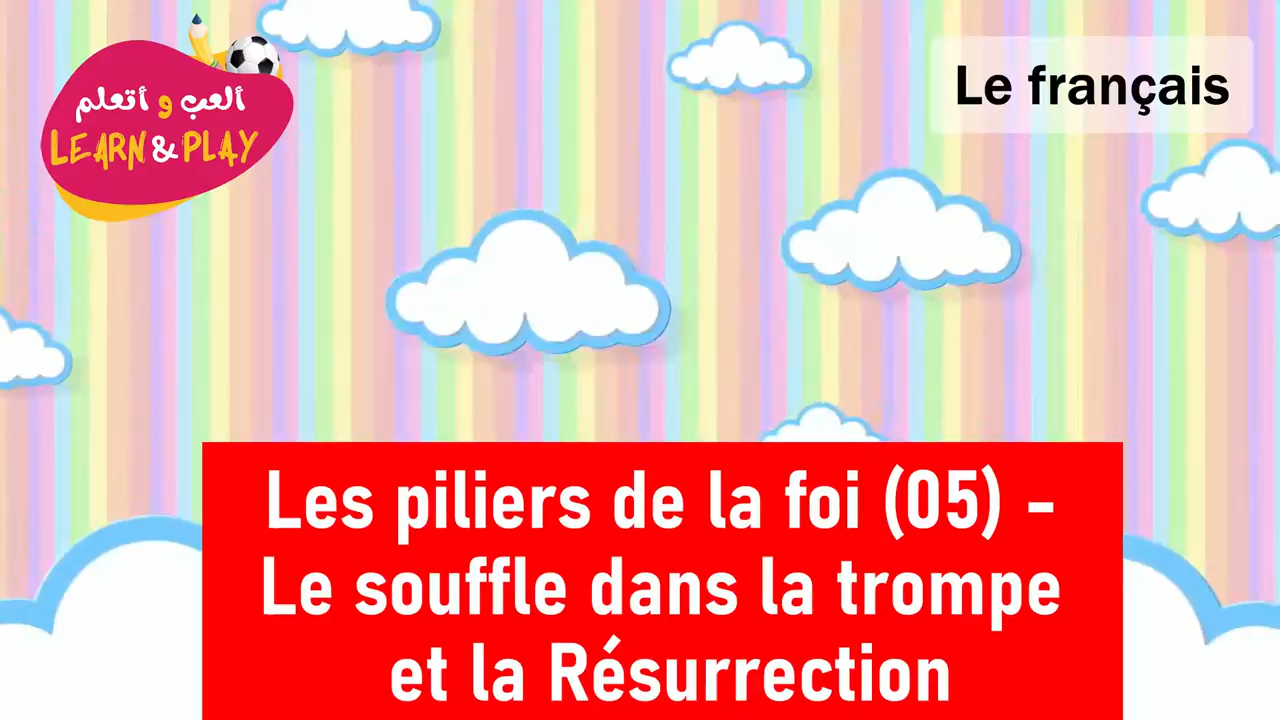 ألعب و أتعلم
LEARN & PLAY
Le français
Les piliers de la foi (05) -
Le souffle dans la trompe
et la Résurrection